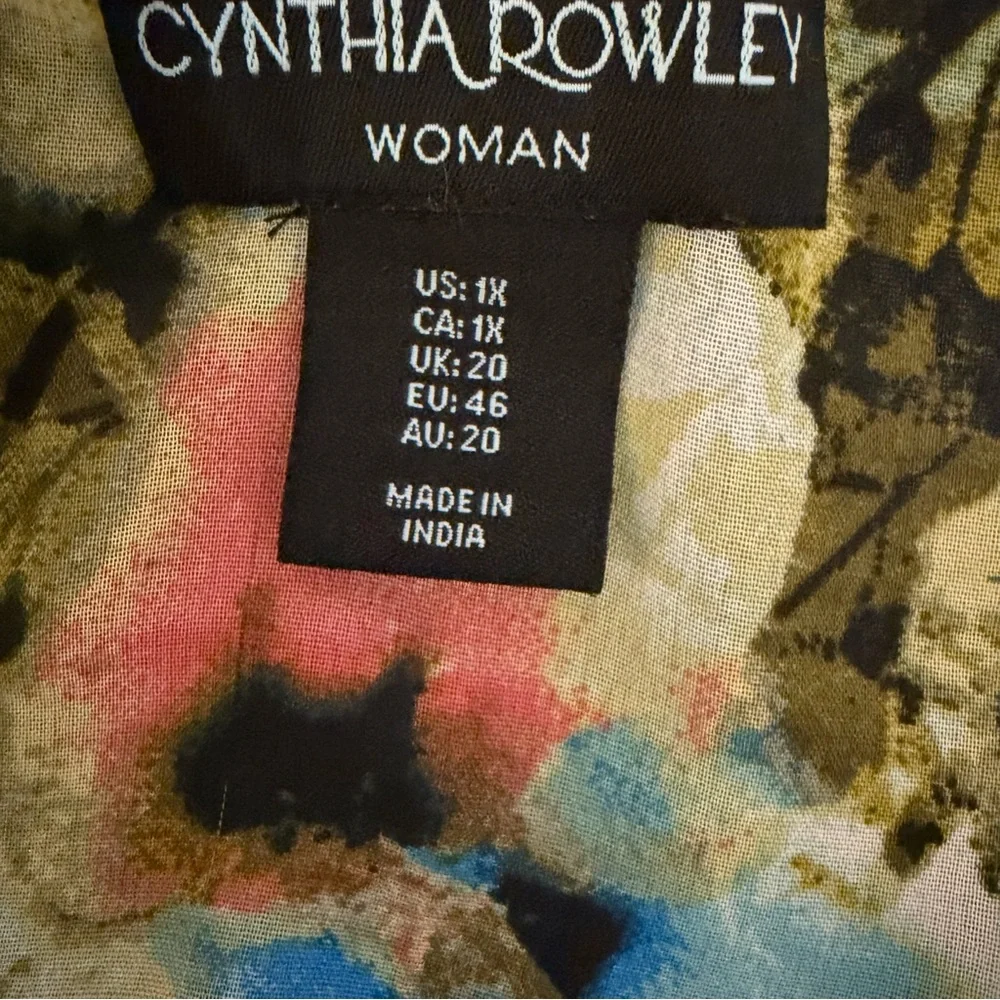 CYNTHIA ROWLEY
WOMAN
US: 1X
CA: 1X
UK: 20
EU: 46
AU: 20
MADE IN
INDIA